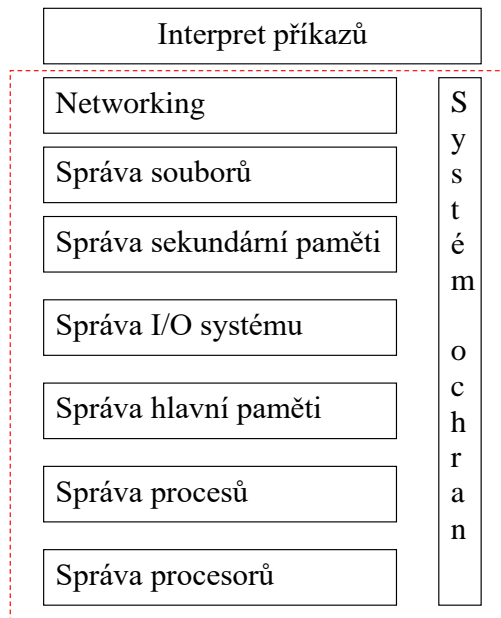 Interpret příkazů
Networking
Správa souborů
Správa sekundární paměti
Správa I/O systému
Správa hlavní paměti
Správa procesů
Správa procesorů
Systém ochran